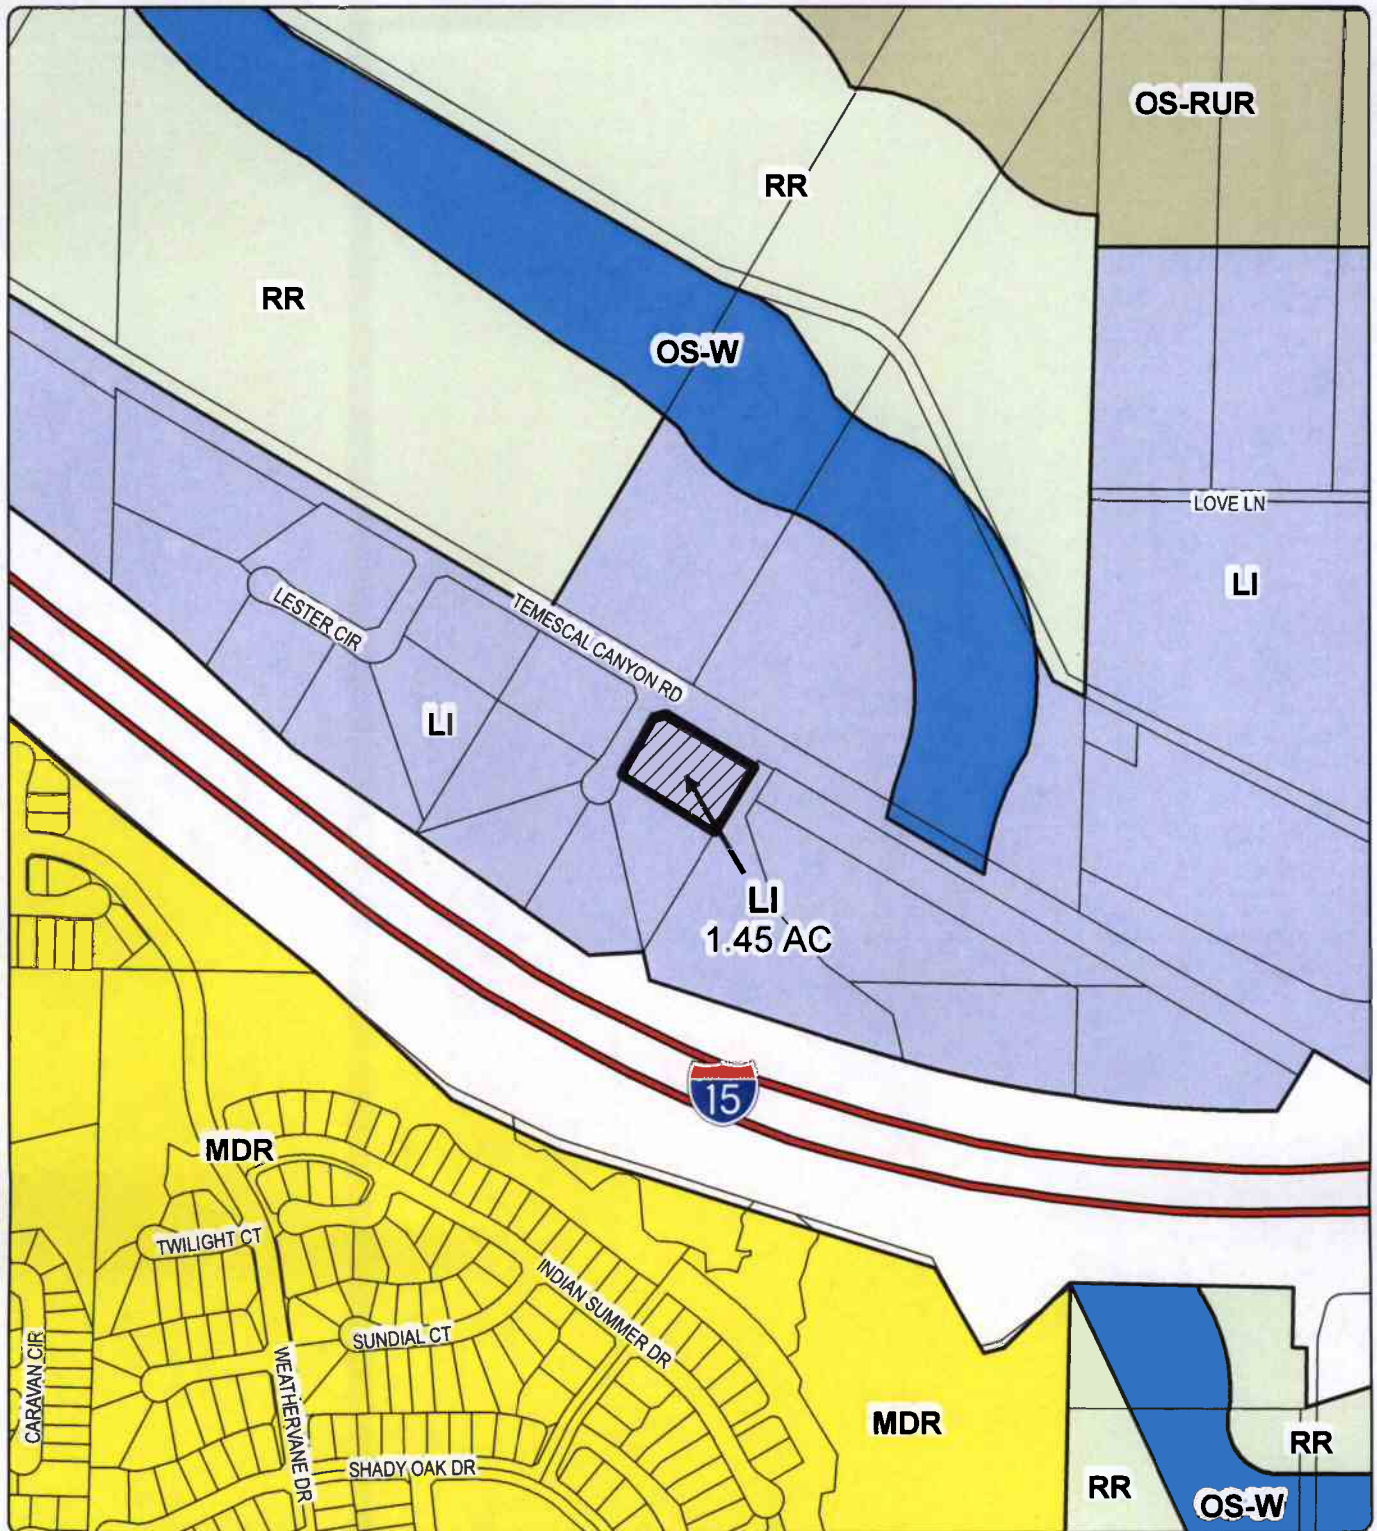 OS-RUR
RR
RR
OS-W
LOVE LN
LI
LESTER CIR
TEMESCAL CANYON RD
LI
LI
1.45 AC
15
MDR
TWILIGHT CT
INDIAN SUMMER DR
SUNDIAL CT
CARAVAN CIR
WEATHERVANE DR
MDR
RR
SHADY OAK DR
RR
OS-W